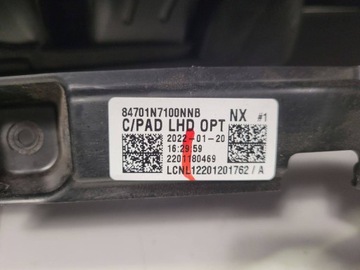 84701N7100NNB NX #1
C/PAD LHD OPT
2022-01-20
16:29:59
2201180469
LCNL12201201762/A